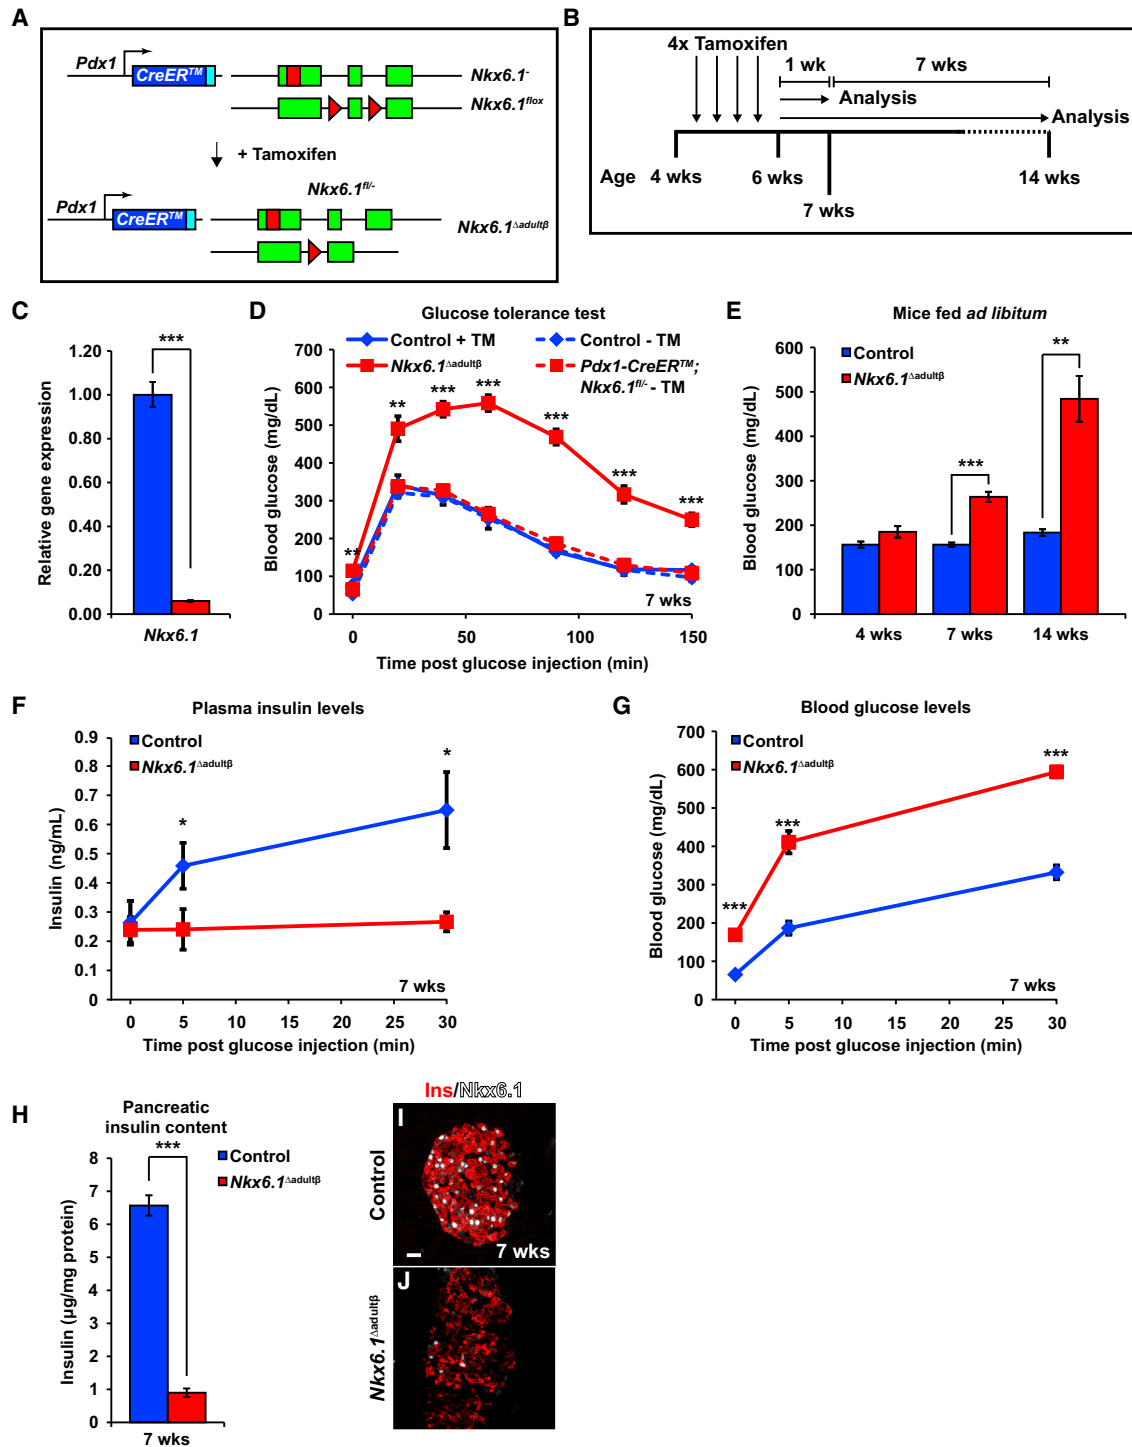 A
Pdx1
CreER™
Nkx6.1-
Nkx6.1flox
+ Tamoxifen
Nkx6.1fl/-
Pdx1
CreER™
Nkx6.1Δadultβ
B
4x Tamoxifen
1 wk
7 wks
Analysis
Analysis
Age
4 wks
6 wks
7 wks
14 wks
C
***
1.20
1.00
0.80
0.60
0.40
0.20
0.00
Relative gene expression
Nkx6.1
D
Glucose tolerance test
Control + TM
Control - TM
Nkx6.1Δadultβ
Pdx1-CreER™;
Nkx6.1fl/- - TM
700
600
500
400
300
200
100
0
Blood glucose (mg/dL)
**
**
***
***
***
***
***
7 wks
0
50
100
150
Time post glucose injection (min)
E
Mice fed ad libitum
Control
Nkx6.1Δadultβ
600
500
400
300
200
100
0
Blood glucose (mg/dL)
***
**
4 wks
7 wks
14 wks
F
Plasma insulin levels
Control
Nkx6.1Δadultβ
0.9
0.8
0.7
0.6
0.5
0.4
0.3
0.2
0.1
0
Insulin (ng/mL)
*
*
7 wks
0
5
10
15
20
25
30
Time post glucose injection (min)
G
Blood glucose levels
Control
Nkx6.1Δadultβ
700
600
500
400
300
200
100
0
Blood glucose (mg/dL)
***
***
***
7 wks
0
5
10
15
20
25
30
Time post glucose injection (min)
H
Pancreatic
insulin content
***
Control
Nkx6.1Δadultβ
8
7
6
5
4
3
2
1
0
Insulin (µg/mg protein)
7 wks
Ins/Nkx6.1
I
Control
7 wks
J
Nkx6.1Δadultβ